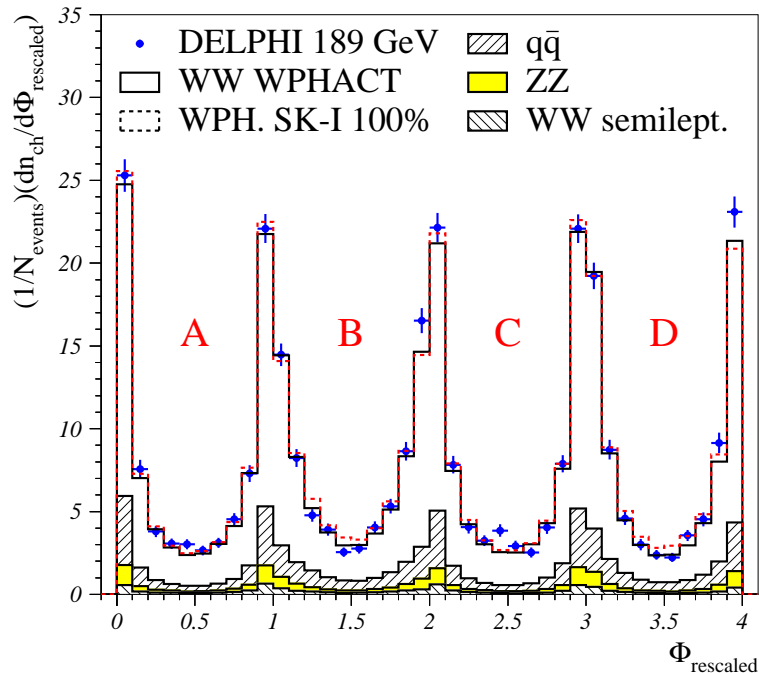 (1/N_events)(dn_ch/dΦ_rescaled)
35
30
25
20
15
10
5
0
DELPHI 189 GeV
WW WPHACT
WPH. SK-I 100%
qq̄
ZZ
WW semilept.
A B C D
0 0.5 1 1.5 2 2.5 3 3.5 4
Φ_rescaled